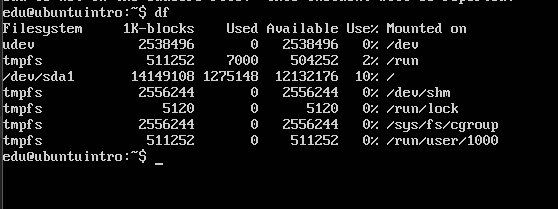 edu@ubuntuintro:~$ df
Filesystem     1K-blocks    Used Available Use% Mounted on
udev             2538496       0   2538496   0% /dev
tmpfs             511252    7000    504252   2% /run
/dev/sda1       14149108 1275148  12132176  10% /
tmpfs            2556244       0   2556244   0% /dev/shm
tmpfs               5120       0      5120   0% /run/lock
tmpfs            2556244       0   2556244   0% /sys/fs/cgroup
tmpfs             511252       0    511252   0% /run/user/1000
edu@ubuntuintro:~$ _